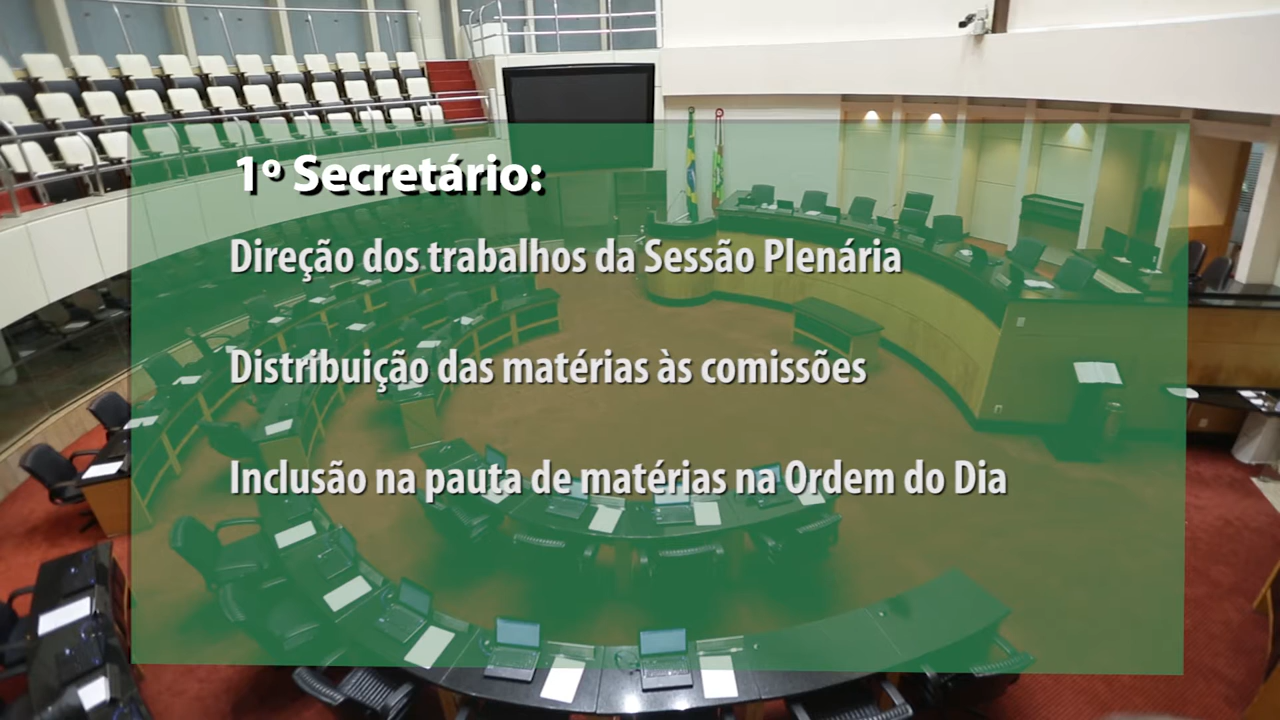 1º Secretário:
Direção dos trabalhos da Sessão Plenária
Distribuição das matérias às comissões
Inclusão na pauta de matérias na Ordem do Dia